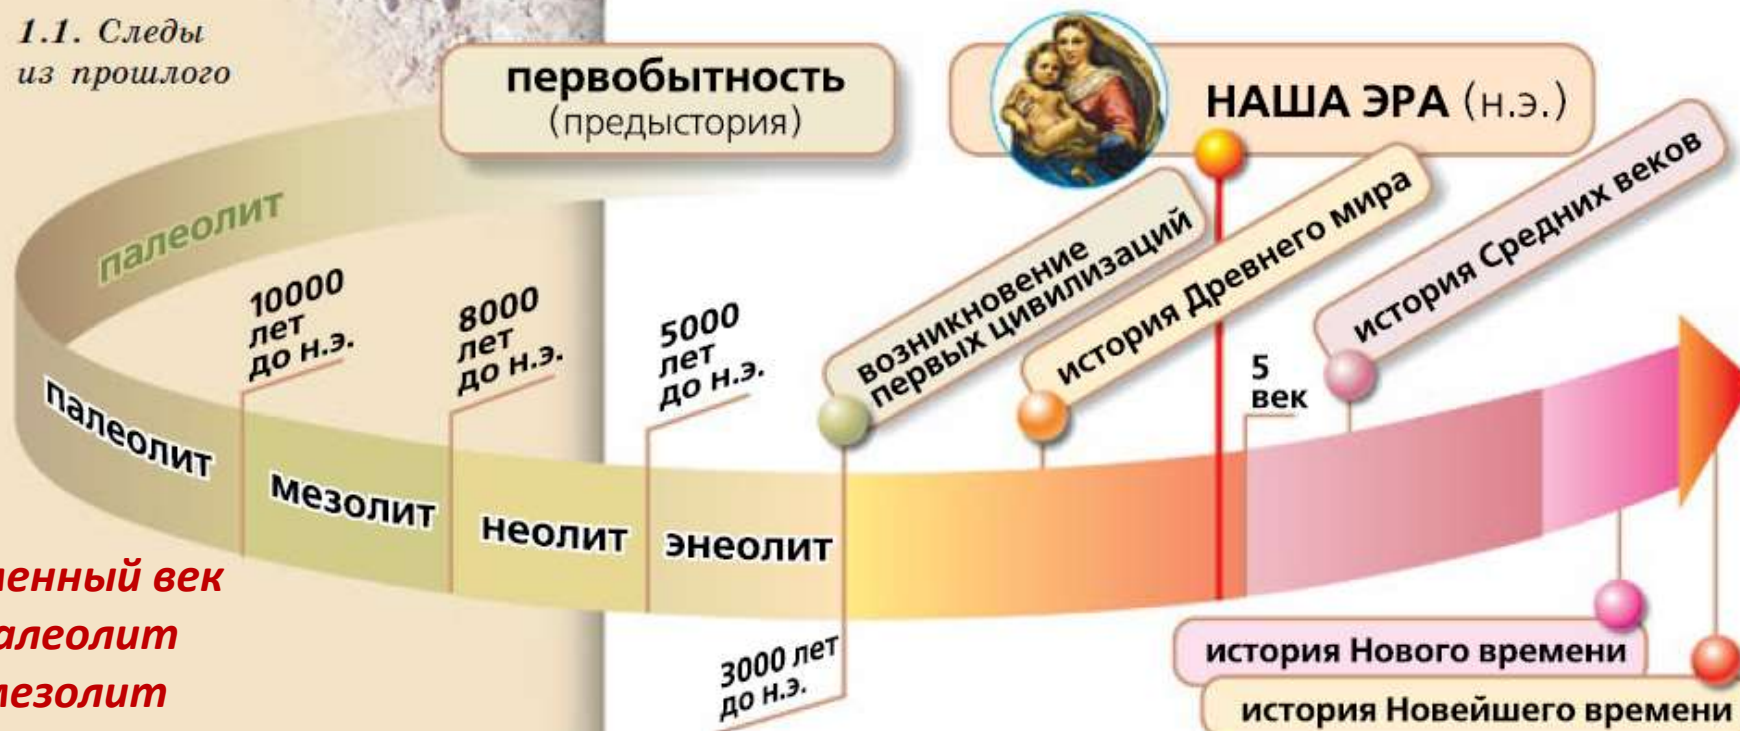 1.1. Следы
из прошлого
первобытность
(предыстория)
НАША ЭРА (н.э.)
палеолит
10000
лет
до н.э.
8000
лет
до н.э.
5000
лет
до н.э.
возникновение
первых цивилизаций
история Древнего мира
5
век
история Средних веков
палеолит
мезолит
неолит
энеолит
3000 лет
до н.э.
век
история Нового времени
история Новейшего времени